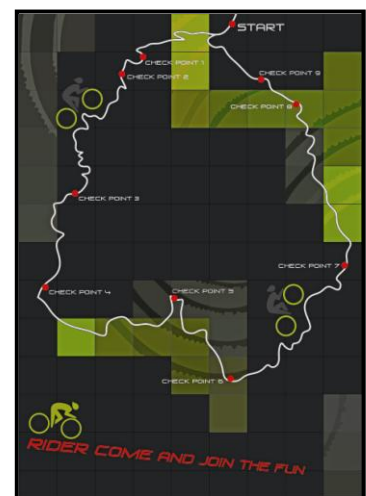 START
CHECK POINT 1
CHECK POINT 2
CHECK POINT 9
CHECK POINT 8
CHECK POINT 3
CHECK POINT 7
CHECK POINT 4
CHECK POINT 5
CHECK POINT 6
RIDER COME AND JOIN THE FUN